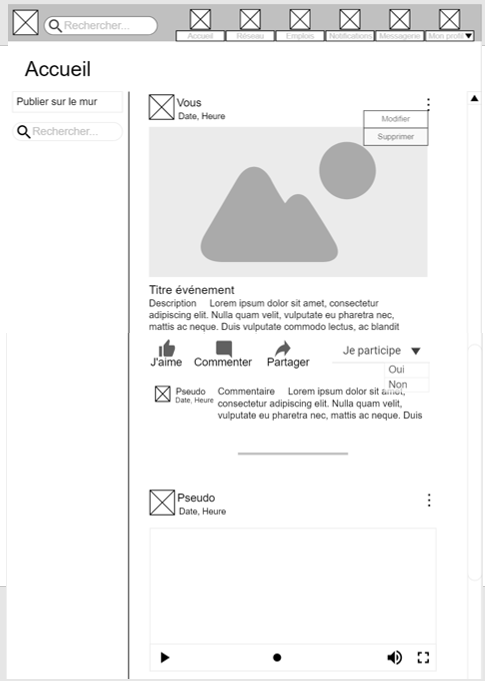 Rechercher...
Accueil
Réseau
Emplois
Notifications
Messagerie
Mon profil
Accueil
Publier sur le mur
Rechercher...
Vous
Date, Heure
Modifier
Supprimer
Titre événement
Description Lorem ipsum dolor sit amet, consectetur
adipiscing elit. Nulla quam velit, vulputate eu pharetra nec,
mattis ac neque. Duis vulputate commodo lectus, ac blandit
J'aime
Commenter
Partager
Je participe
Oui
Non
Pseudo
Date, Heure
Commentaire Lorem ipsum dolor sit amet,
consectetur adipiscing elit. Nulla quam velit,
vulputate eu pharetra nec, mattis ac neque. Duis
Pseudo
Date, Heure